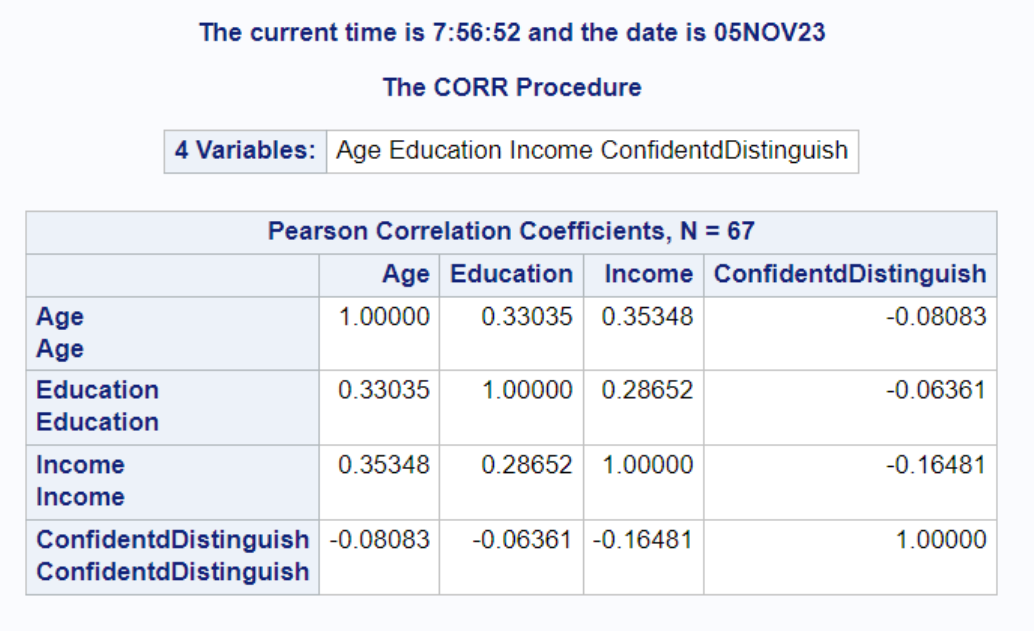 The current time is 7:56:52 and the date is 05NOV23
The CORR Procedure
4 Variables: Age Education Income ConfidentdDistinguish
Pearson Correlation Coefficients, N = 67
Age Education Income ConfidentdDistinguish
Age 1.00000 0.33035 0.35348 -0.08083
Age
Education 0.33035 1.00000 0.28652 -0.06361
Education
Income 0.35348 0.28652 1.00000 -0.16481
Income
ConfidentdDistinguish -0.08083 -0.06361 -0.16481 1.00000
ConfidentdDistinguish